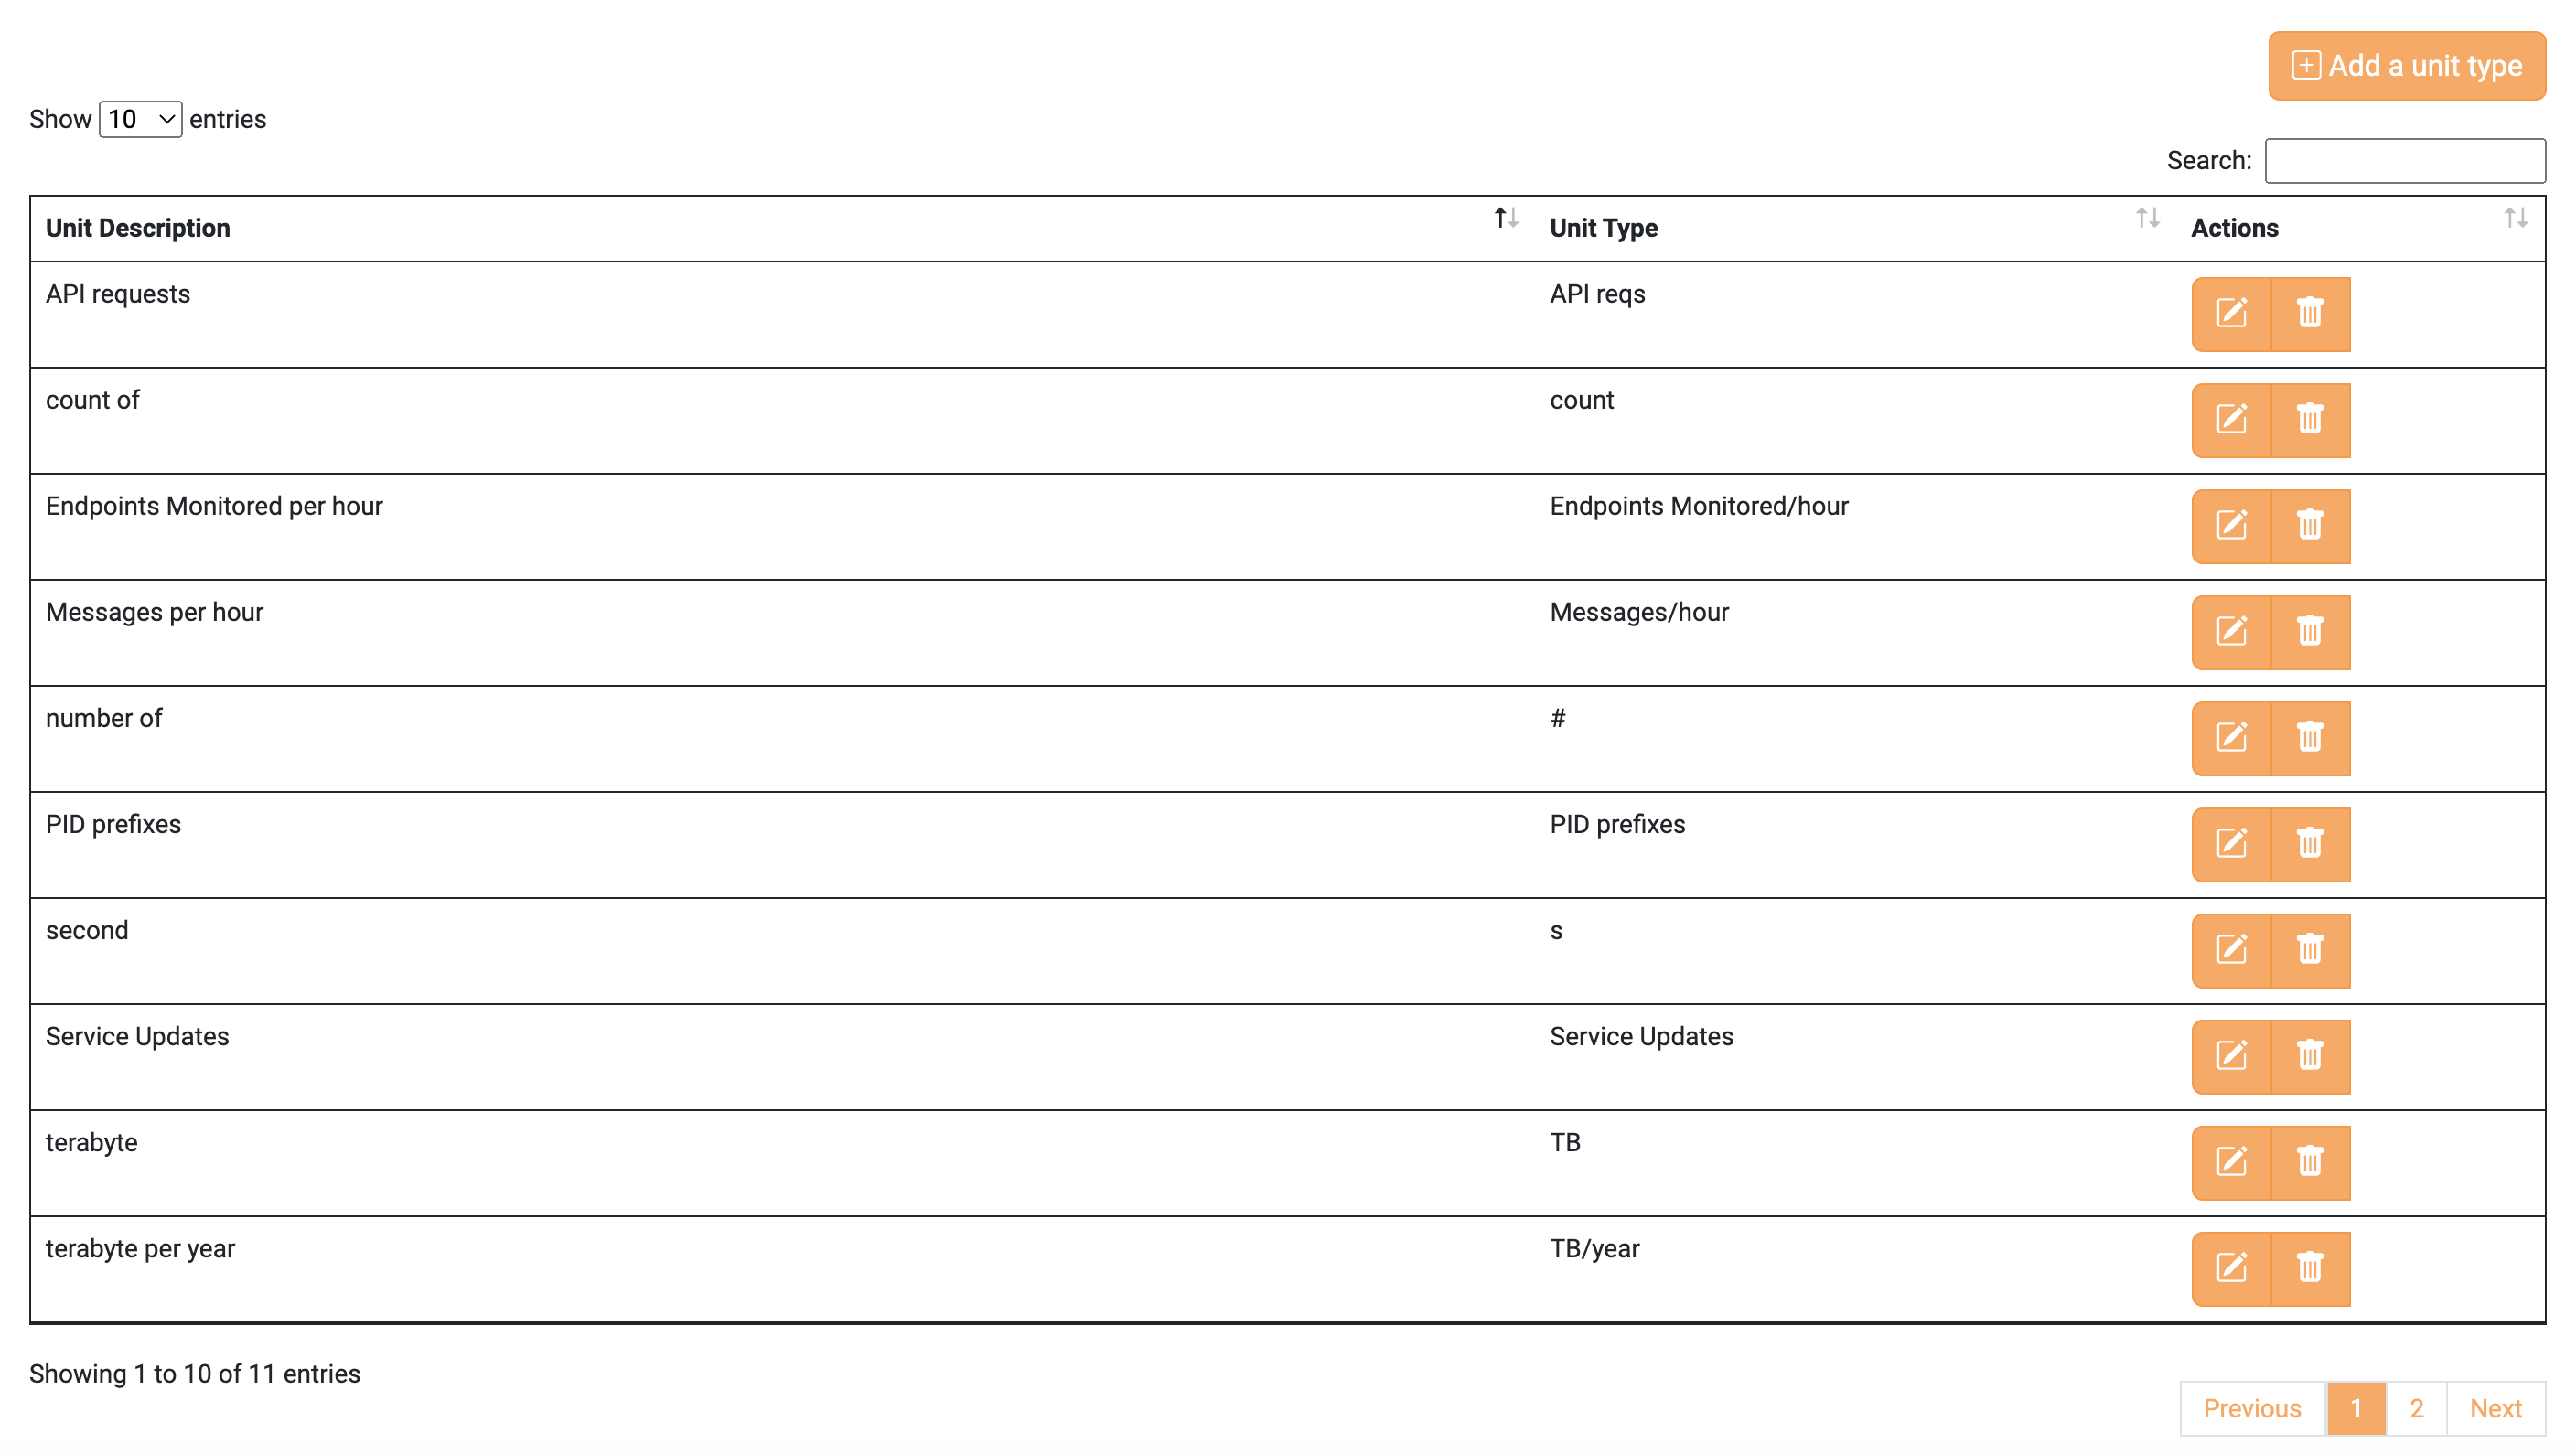 Add a unit type
Show 10 entries
Search:
Unit Description Unit Type Actions
API requests API reqs
count of count
Endpoints Monitored per hour Endpoints Monitored/hour
Messages per hour Messages/hour
number of #
PID prefixes PID prefixes
second s
Service Updates Service Updates
terabyte TB
terabyte per year TB/year
Showing 1 to 10 of 11 entries
Previous 1 2 Next